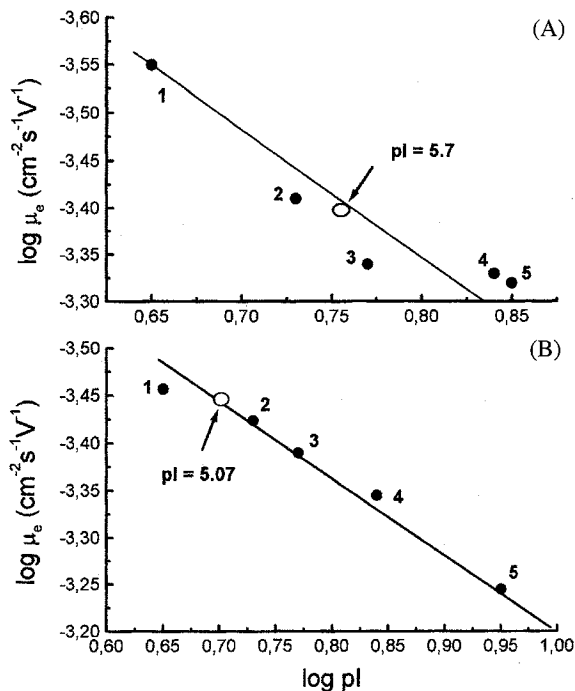 (A)
-3,60
-3,55
-3,50
-3,45
-3,40
-3,35
-3,30
log μe (cm⁻²s⁻¹V⁻¹)
1
2
3
4
5
pI = 5.7
0,65 0,70 0,75 0,80 0,85
(B)
-3,50
-3,45
-3,40
-3,35
-3,30
-3,25
-3,20
log μe (cm⁻²s⁻¹V⁻¹)
1
2
3
4
5
pI = 5.07
0,60 0,65 0,70 0,75 0,80 0,85 0,90 0,95 1,00
log pI